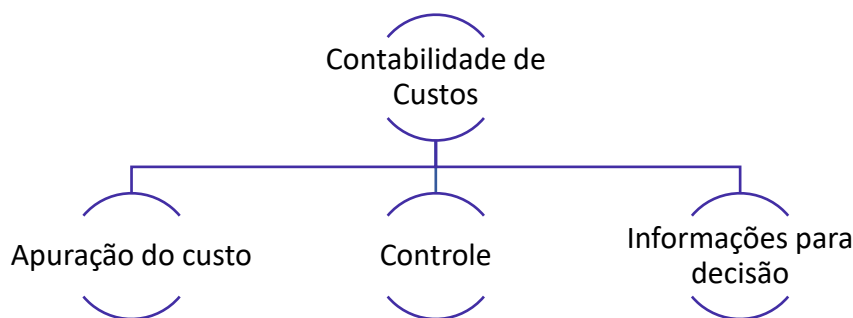 Contabilidade de
Custos
Apuração do custo
Controle
Informações para
decisão